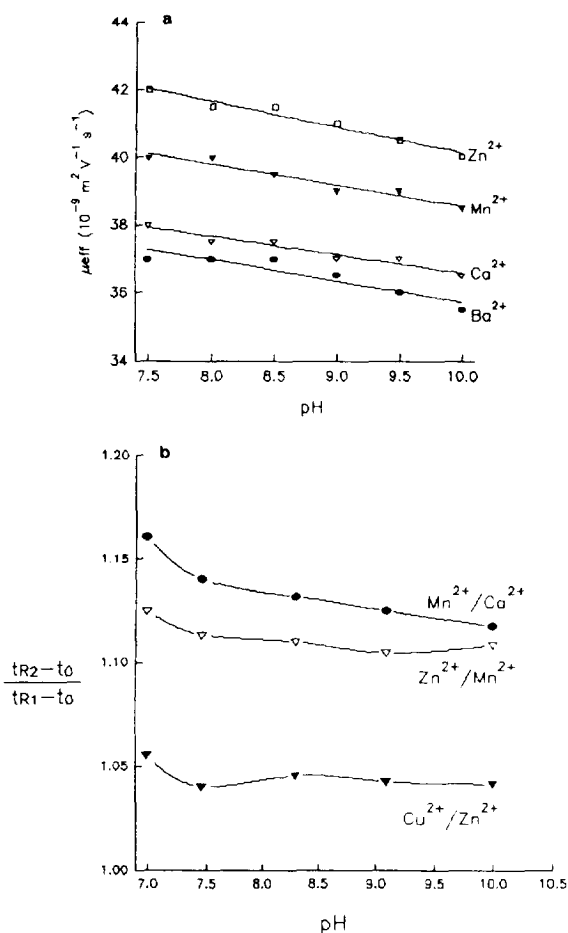 a
44
42
40
38
36
34
μeff (10⁻⁹ m² V⁻¹ s⁻¹)
Zn²⁺
Mn²⁺
Ca²⁺
Ba²⁺
7.5 8.0 8.5 9.0 9.5 10.0
pH
b
1.20
1.15
1.10
1.05
1.00
tR2−t0
tR1−t0
Mn²⁺/Ca²⁺
Zn²⁺/Mn²⁺
Cu²⁺/Zn²⁺
7.0 7.5 8.0 8.5 9.0 9.5 10.0 10.5
pH